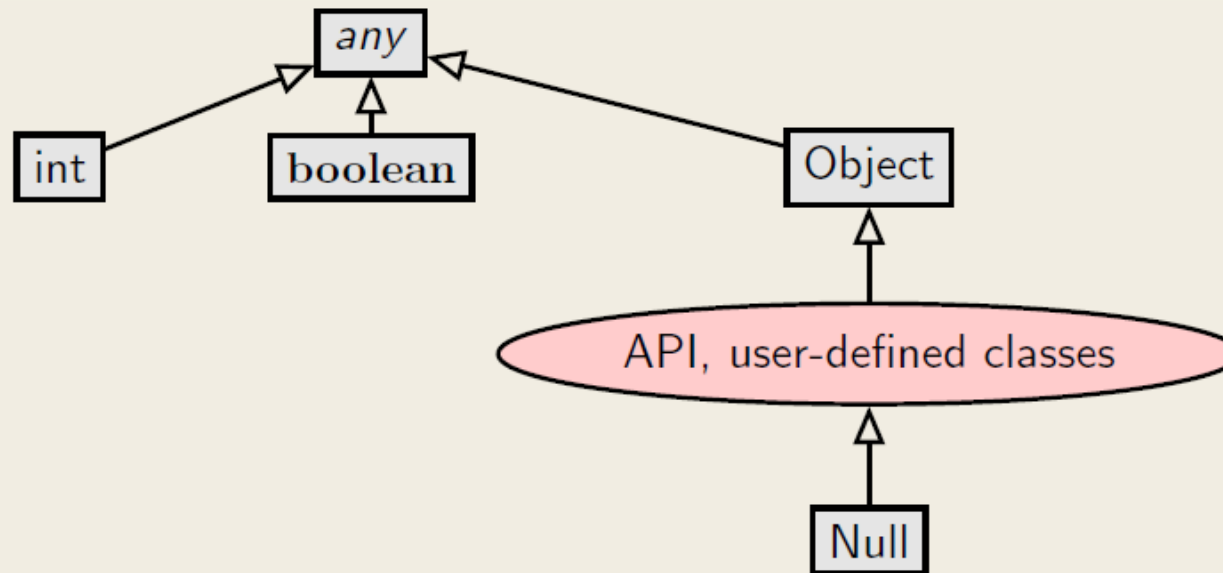 any
int
boolean
Object
API, user-defined classes
Null